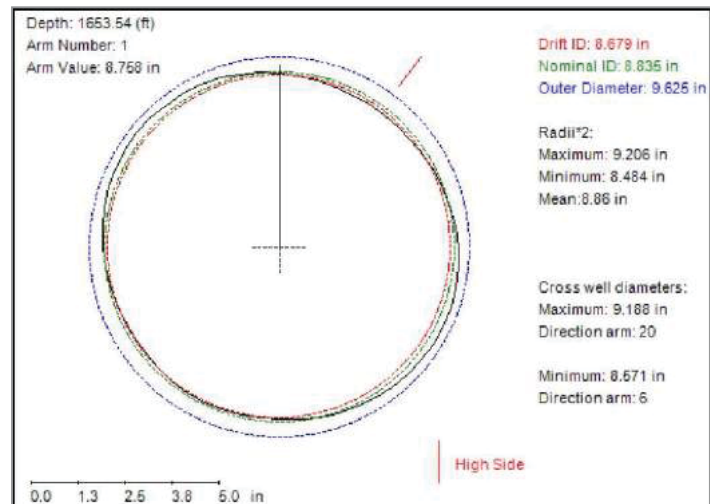 Depth: 1653.54 (ft)
Arm Number: 1
Arm Value: 8.768 in
Drift ID: 8.679 in
Nominal ID: 8.835 in
Outer Diameter: 9.625 in
Radii*2:
Maximum: 9.206 in
Minimum: 8.484 in
Mean:8.86 in
Cross well diameters:
Maximum: 9.188 in
Direction arm: 20
Minimum: 8.671 in
Direction arm: 6
High Side
0.0 1.3 2.5 3.8 5.0 in